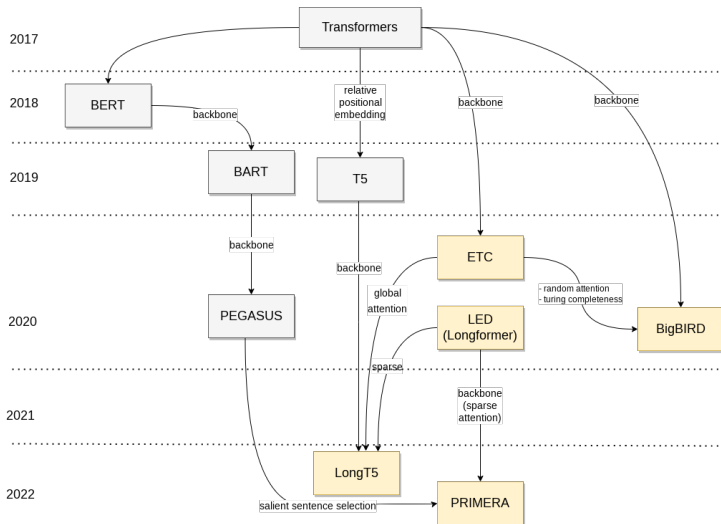 2017
Transformers
2018
BERT
backbone
relative
positional
embedding
backbone
backbone
2019
BART
T5
backbone
backbone
ETC
global
attention
- random attention
- turing completeness
2020
PEGASUS
LED
(Longformer)
BigBIRD
sparse
2021
backbone
(sparse
attention)
LongT5
2022
salient sentence selection
PRIMERA